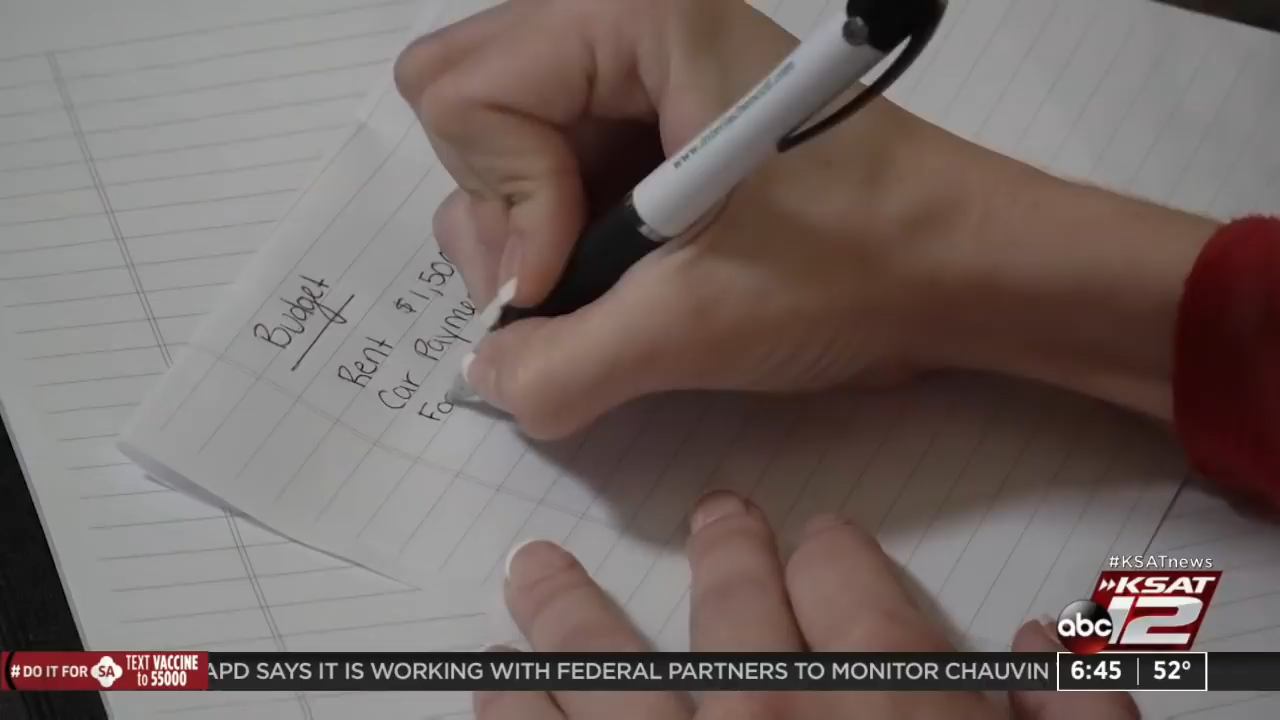 Budget
Rent $1,500
Car Payme
Fo
#KSATnews
KSAT
abc 12
#DO IT FOR SA TEXT VACCINE
to 55000
APD SAYS IT IS WORKING WITH FEDERAL PARTNERS TO MONITOR CHAUVIN
6:45 52°